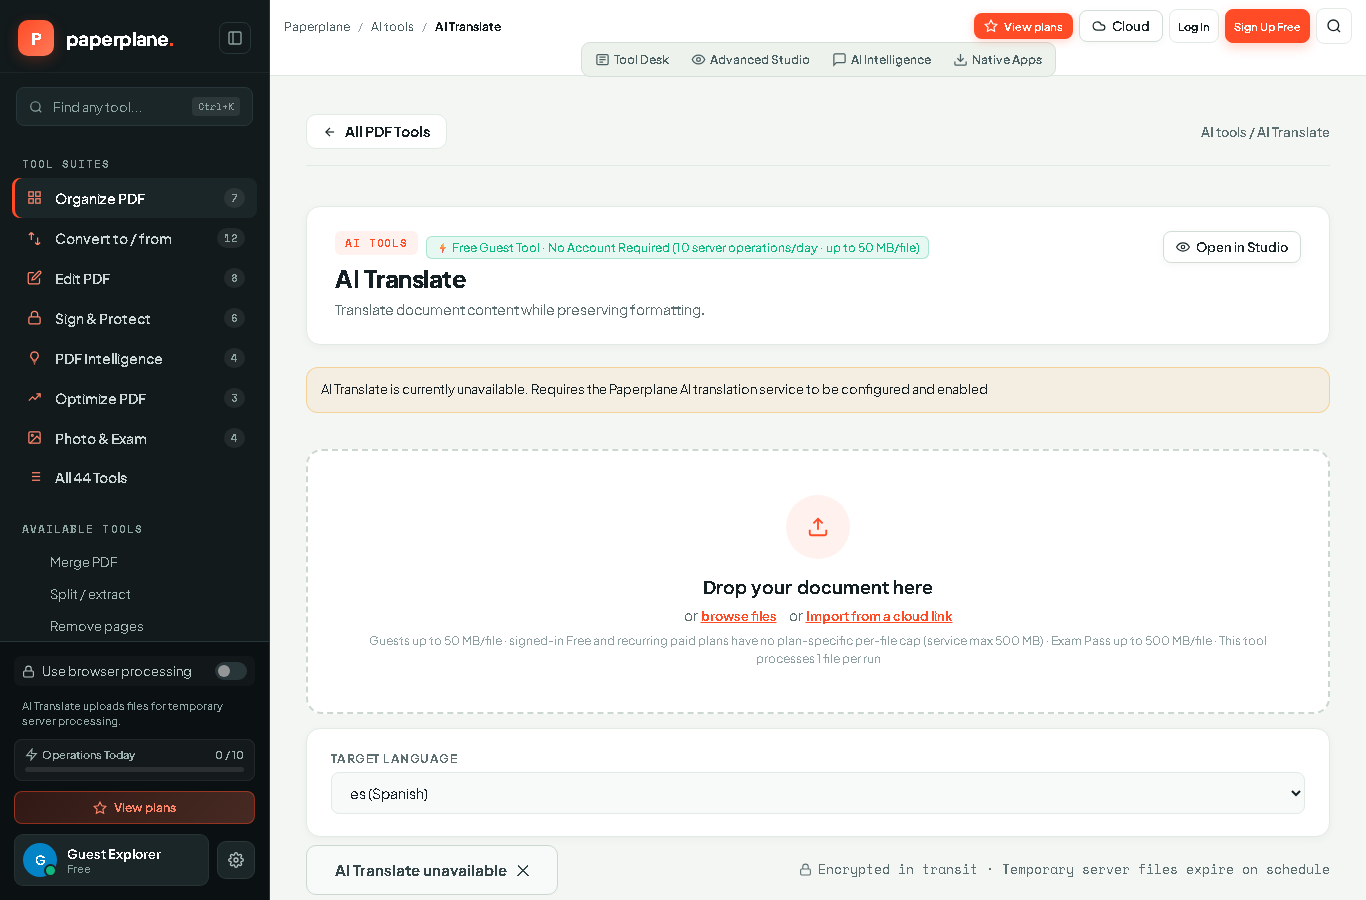 P paperplane.
Find any tool... Ctrl+K
TOOL SUITES
Organize PDF 7
Convert to / from 12
Edit PDF 8
Sign & Protect 6
PDF Intelligence 4
Optimize PDF 3
Photo & Exam 4
All 44 Tools
AVAILABLE TOOLS
Merge PDF
Split / extract
Remove pages
Use browser processing
AI Translate uploads files for temporary
server processing.
Operations Today 0 / 10
View plans
G Guest Explorer
Free
Paperplane / AI tools / AI Translate
View plans Cloud Log In Sign Up Free
Tool Desk Advanced Studio AI Intelligence Native Apps
All PDF Tools AI tools / AI Translate
AI TOOLS Free Guest Tool · No Account Required (10 server operations/day · up to 50 MB/file) Open in Studio
AI Translate
Translate document content while preserving formatting.
AI Translate is currently unavailable. Requires the Paperplane AI translation service to be configured and enabled
Drop your document here
or browse files or Import from a cloud link
Guests up to 50 MB/file · signed-in Free and recurring paid plans have no plan-specific per-file cap (service max 500 MB) · Exam Pass up to 500 MB/file · This tool
processes 1 file per run
TARGET LANGUAGE
es (Spanish)
AI Translate unavailable Encrypted in transit · Temporary server files expire on schedule